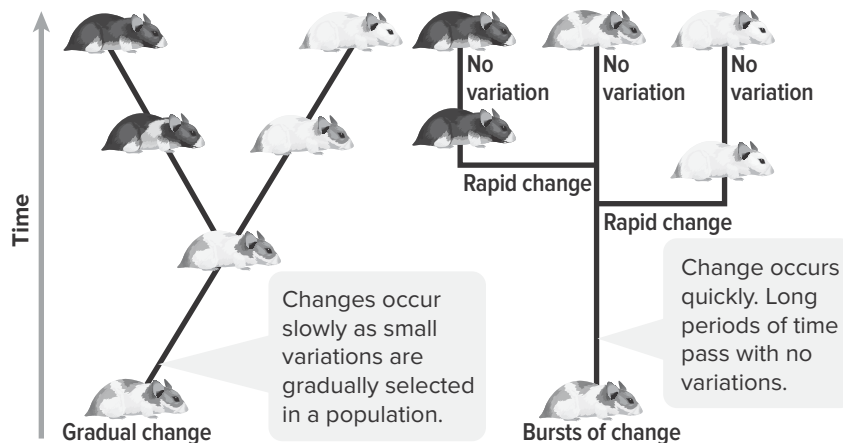 Time
No
variation
No
variation
No
variation
Rapid change
Rapid change
Changes occur
slowly as small
variations are
gradually selected
in a population.
Change occurs
quickly. Long
periods of time
pass with no
variations.
Gradual change
Bursts of change